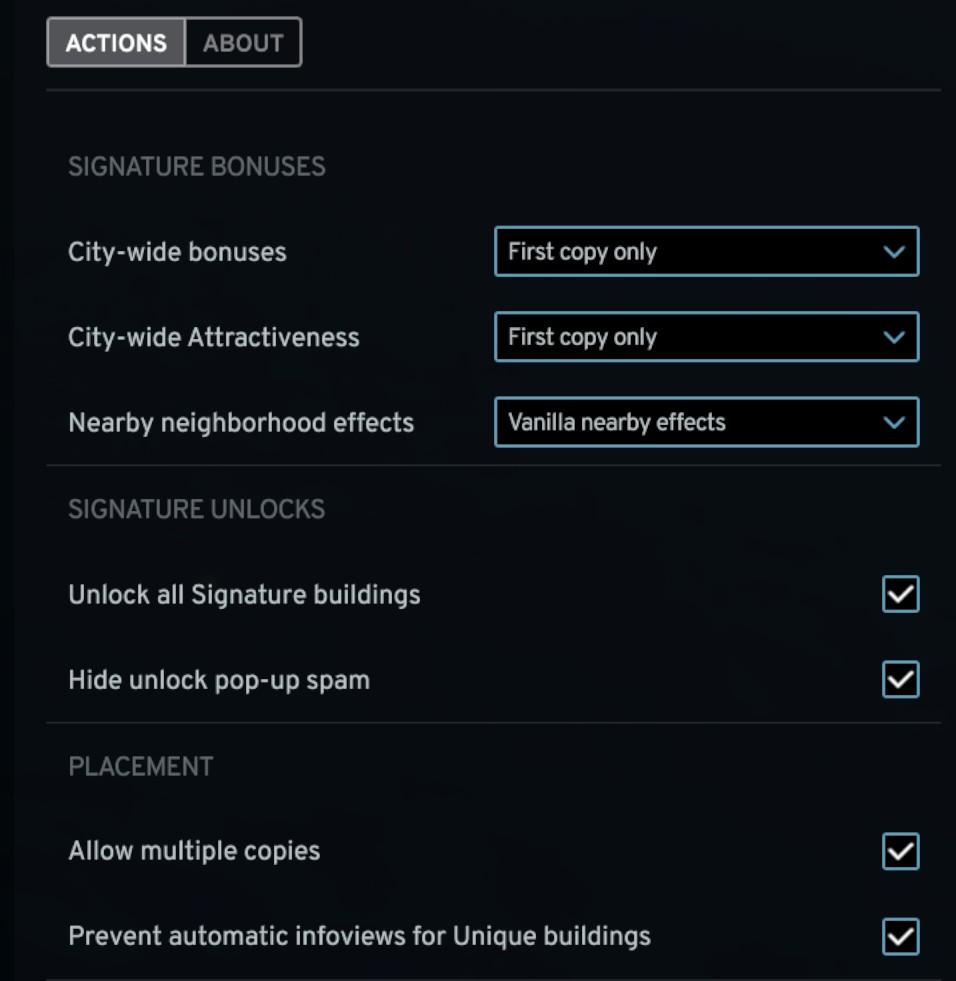 ACTIONS ABOUT
SIGNATURE BONUSES
City-wide bonuses First copy only
City-wide Attractiveness First copy only
Nearby neighborhood effects Vanilla nearby effects
SIGNATURE UNLOCKS
Unlock all Signature buildings
Hide unlock pop-up spam
PLACEMENT
Allow multiple copies
Prevent automatic infoviews for Unique buildings